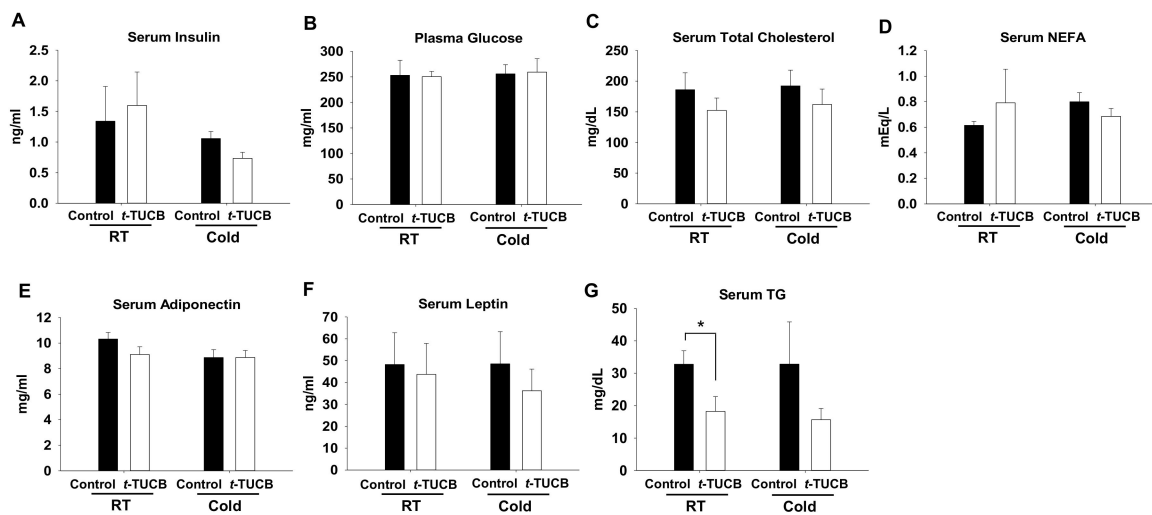 A
Serum Insulin
2.5
2.0
1.5
1.0
0.5
0.0
ng/ml
Control t-TUCB Control t-TUCB
RT Cold
B
Plasma Glucose
300
250
200
150
100
50
0
mg/ml
Control t-TUCB Control t-TUCB
RT Cold
C
Serum Total Cholesterol
250
200
150
100
50
0
mg/dL
Control t-TUCB Control t-TUCB
RT Cold
D
Serum NEFA
1.2
1.0
0.8
0.6
0.4
0.2
0.0
mEq/L
Control t-TUCB Control t-TUCB
RT Cold
E
Serum Adiponectin
12
10
8
6
4
2
0
mg/ml
Control t-TUCB Control t-TUCB
RT Cold
F
Serum Leptin
70
60
50
40
30
20
10
0
ng/ml
Control t-TUCB Control t-TUCB
RT Cold
G
Serum TG
50
40
30
20
10
0
mg/dL
*
Control t-TUCB Control t-TUCB
RT Cold